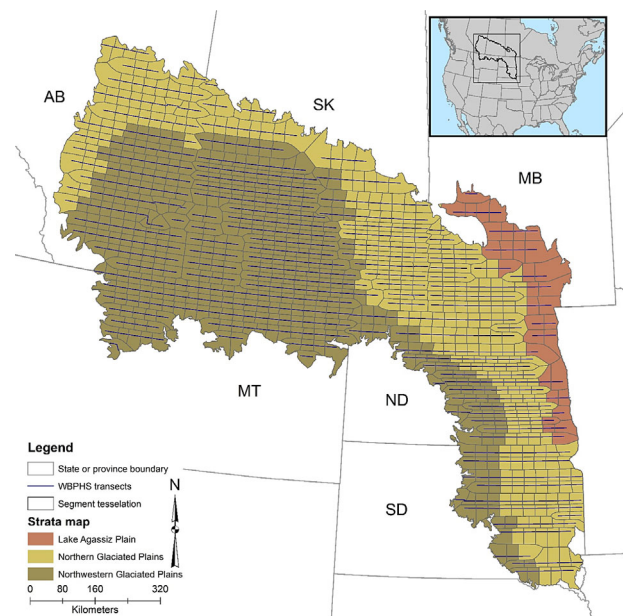 AB
SK
MB
MT
ND
SD
Legend
State or province boundary
WBPHS transects
Segment tesselation
N
Strata map
Lake Agassiz Plain
Northern Glaciated Plains
Northwestern Glaciated Plains
0 80 160 240 320
Kilometers